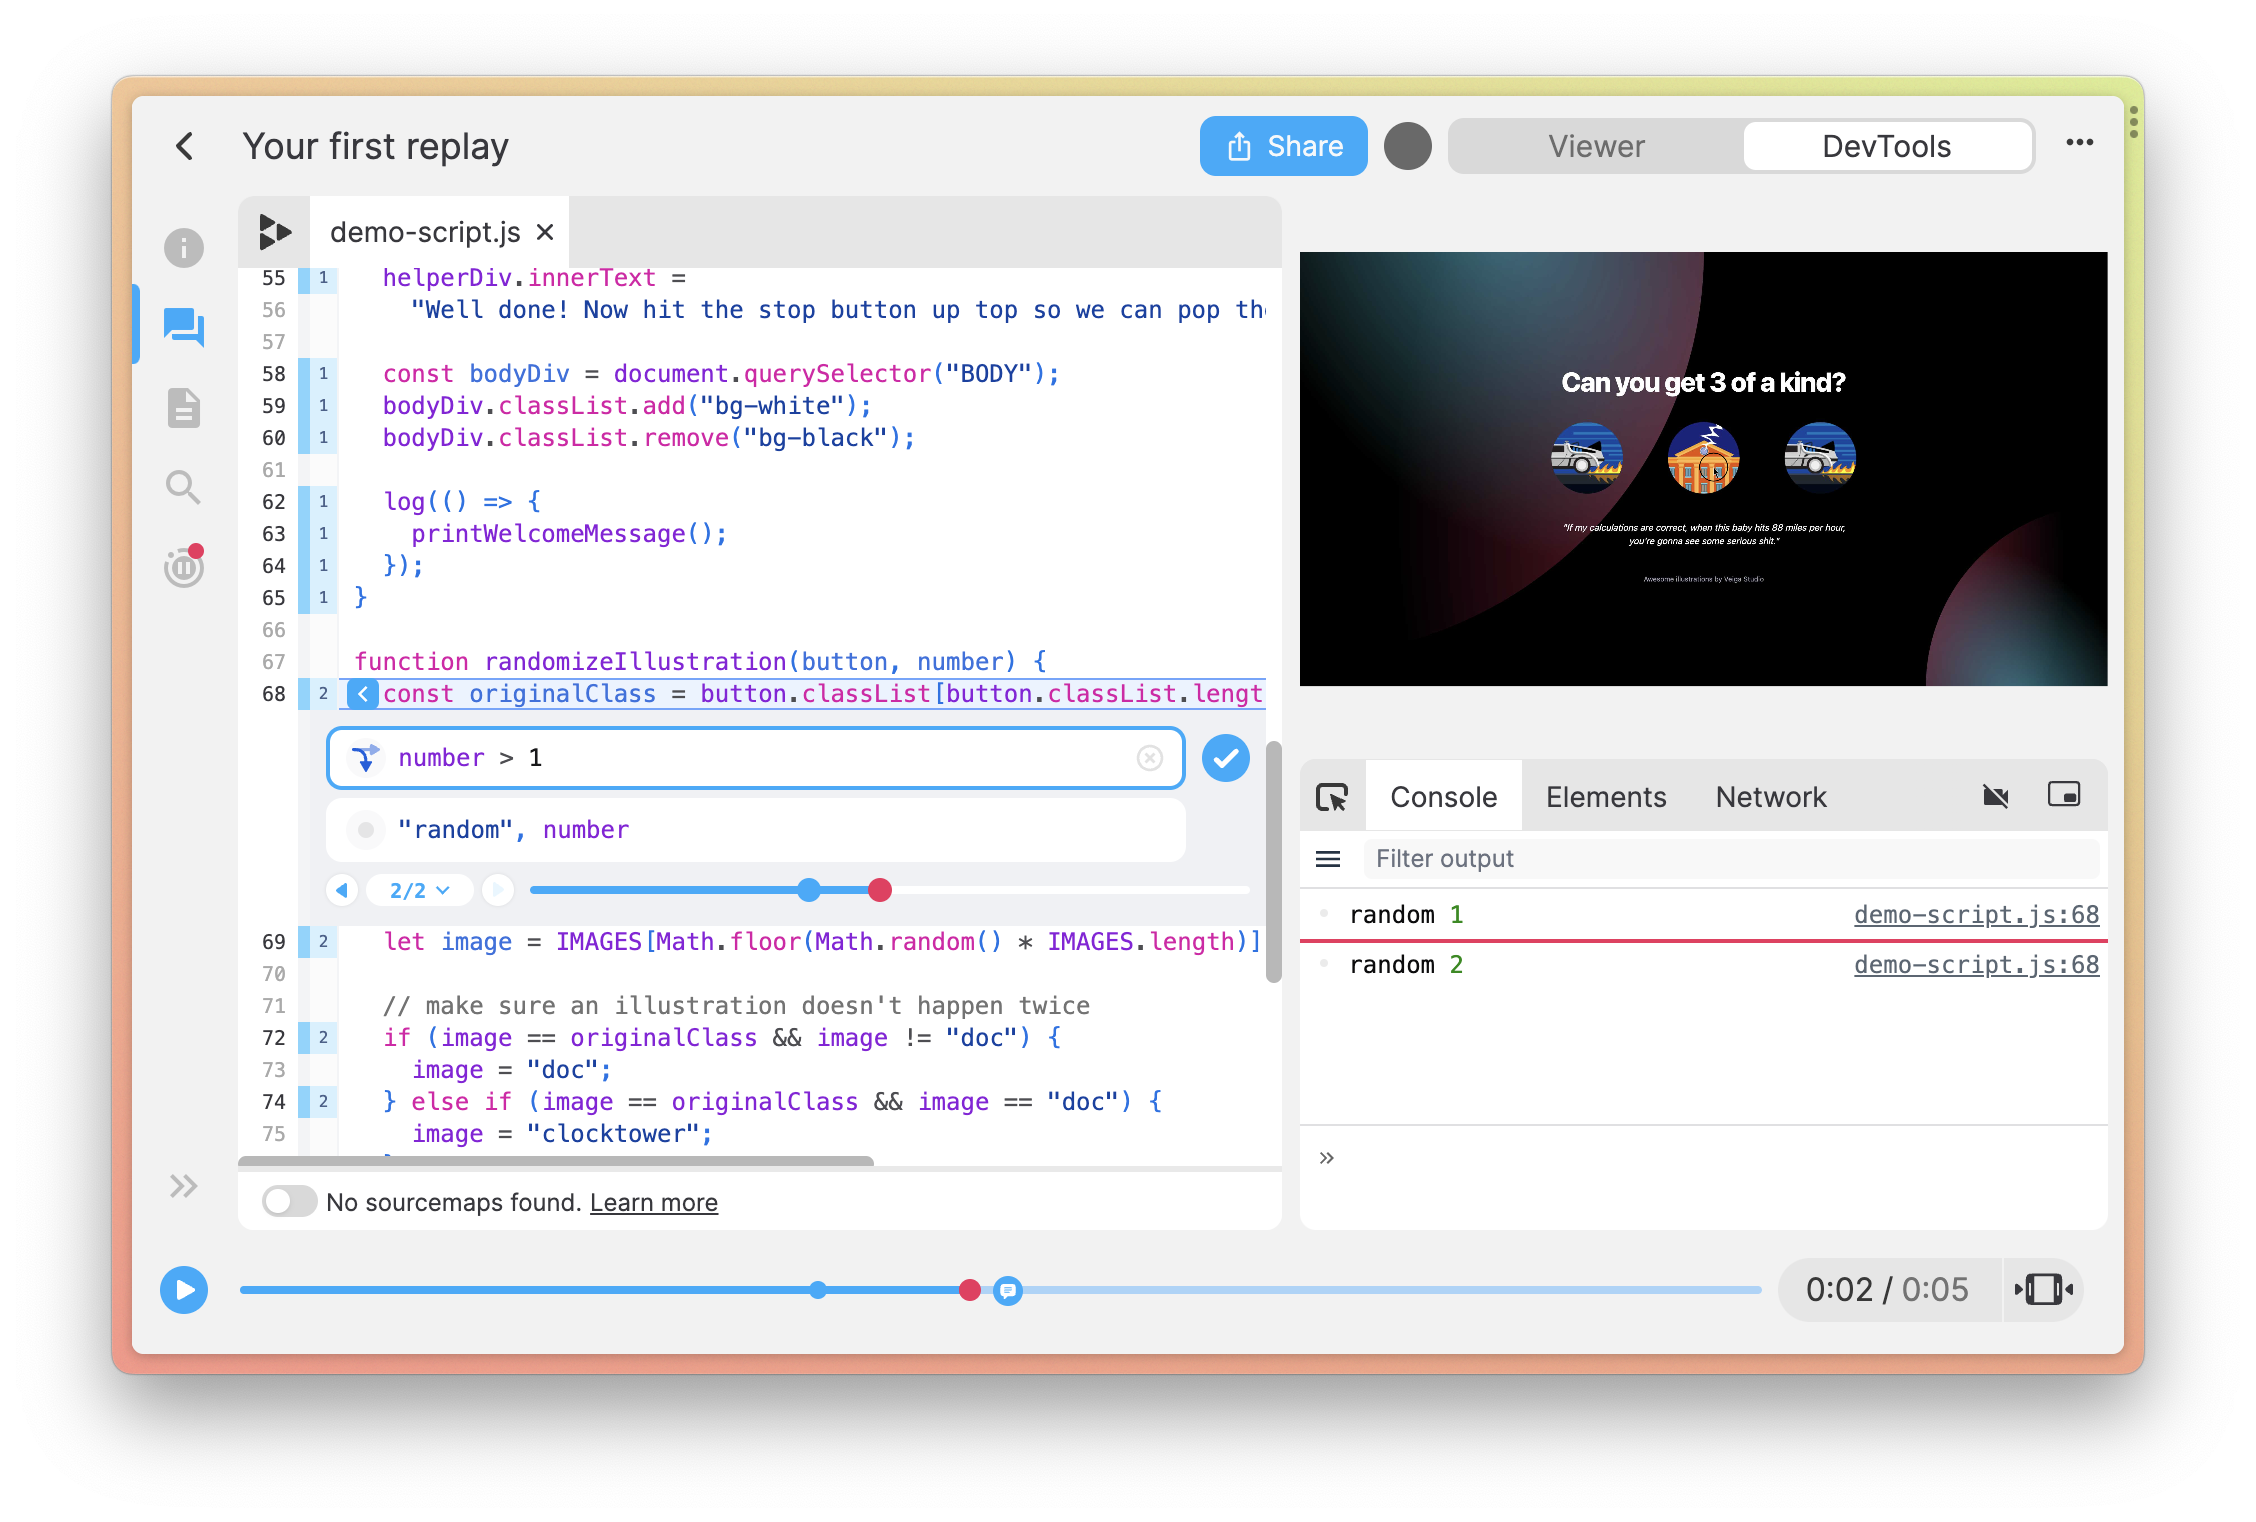 Your first replay
Share
Viewer
DevTools
demo-script.js
55 1 helperDiv.innerText =
56 "Well done! Now hit the stop button up top so we can pop th
57
58 1 const bodyDiv = document.querySelector("BODY");
59 1 bodyDiv.classList.add("bg-white");
60 1 bodyDiv.classList.remove("bg-black");
61
62 1 log(() => {
63 1 printWelcomeMessage();
64 1 });
65 1 }
66
67 function randomizeIllustration(button, number) {
68 2 const originalClass = button.classList[button.classList.lengt
number > 1
"random", number
2/2
69 2 let image = IMAGES[Math.floor(Math.random() * IMAGES.length)]
70
71 // make sure an illustration doesn't happen twice
72 2 if (image == originalClass && image != "doc") {
73 image = "doc";
74 2 } else if (image == originalClass && image == "doc") {
75 image = "clocktower";
No sourcemaps found. Learn more
Can you get 3 of a kind?
"If my calculations are correct, when this baby hits 88 miles per hour,
you're gonna see some serious shit."
Awesome illustrations by Veiga Studio
Console
Elements
Network
Filter output
random 1 demo-script.js:68
random 2 demo-script.js:68
0:02 / 0:05